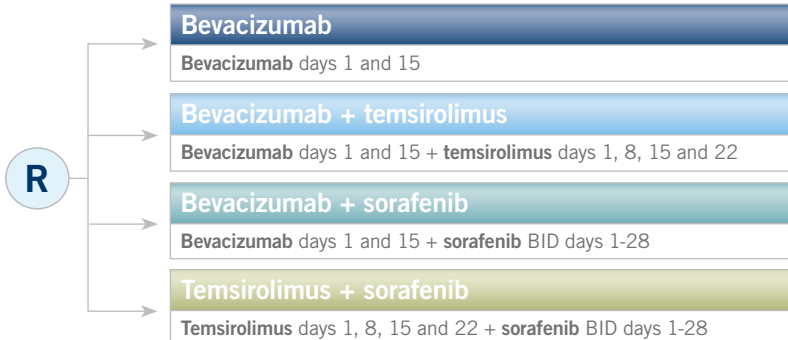 R
Bevacizumab
Bevacizumab days 1 and 15
Bevacizumab + temsirolimus
Bevacizumab days 1 and 15 + temsirolimus days 1, 8, 15 and 22
Bevacizumab + sorafenib
Bevacizumab days 1 and 15 + sorafenib BID days 1-28
Temsirolimus + sorafenib
Temsirolimus days 1, 8, 15 and 22 + sorafenib BID days 1-28